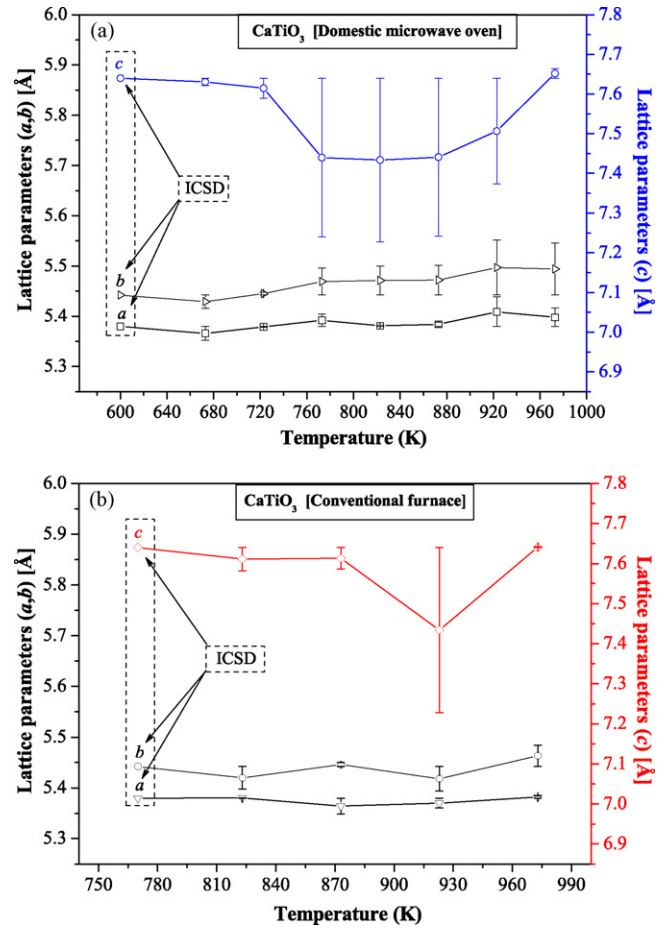 (a)
CaTiO₃ [Domestic microwave oven]
Lattice parameters (a,b) [Å]
6.0
5.9
5.8
5.7
5.6
5.5
5.4
5.3
c
ICSD
b
a
7.8
7.7
7.6
7.5
7.4
7.3
7.2
7.1
7.0
6.9
Lattice parameters (c) [Å]
600 640 680 720 760 800 840 880 920 960 1000
Temperature (K)
(b)
CaTiO₃ [Conventional furnace]
Lattice parameters (a,b) [Å]
6.0
5.9
5.8
5.7
5.6
5.5
5.4
5.3
c
ICSD
b
a
7.8
7.7
7.6
7.5
7.4
7.3
7.2
7.1
7.0
6.9
Lattice parameters (c) [Å]
750 780 810 840 870 900 930 960 990
Temperature (K)